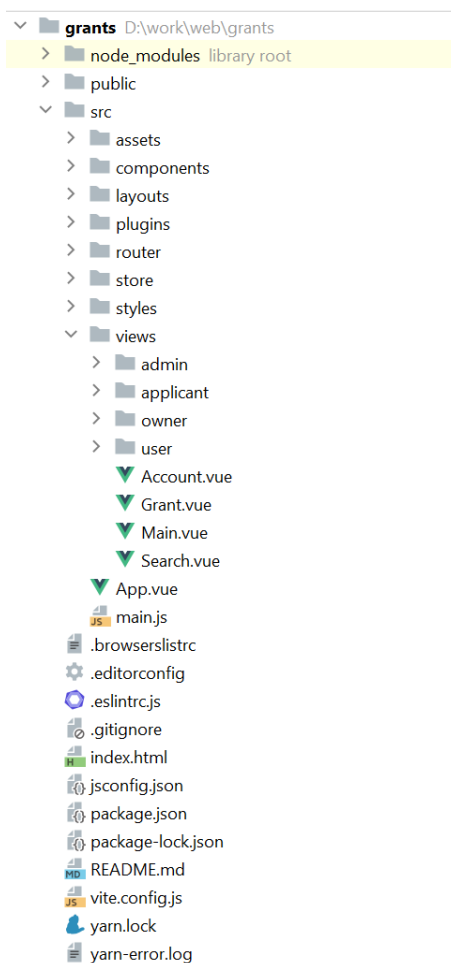 grants D:\work\web\grants
node_modules library root
public
src
assets
components
layouts
plugins
router
store
styles
views
admin
applicant
owner
user
Account.vue
Grant.vue
Main.vue
Search.vue
App.vue
JS main.js
.browserslistrc
.editorconfig
.eslintrc.js
.gitignore
H index.html
jsconfig.json
package.json
package-lock.json
MD README.md
JS vite.config.js
yarn.lock
yarn-error.log